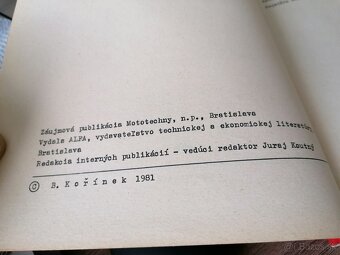 Záujmová publikácia Mototechny, n.p., Bratislava
Vydala ALFA, vydavateľstvo technickej a ekonomickej literatúry
Bratislava
Redakcia interných publikácií - vedúci redaktor Juraj Koutný
© B. Kořínek 1981